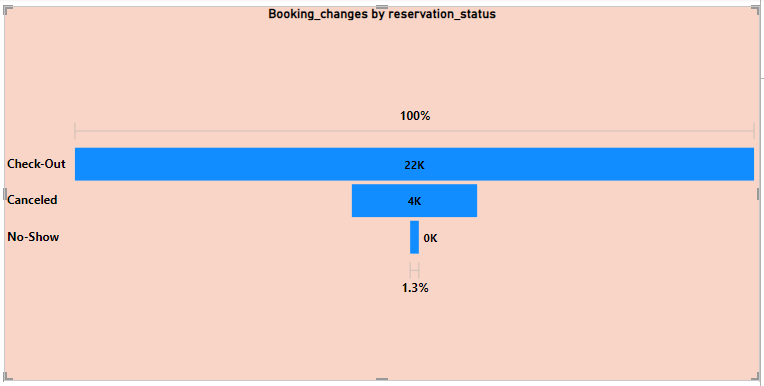 Booking_changes by reservation_status
100%
Check-Out 22K
Canceled 4K
No-Show 0K
1.3%